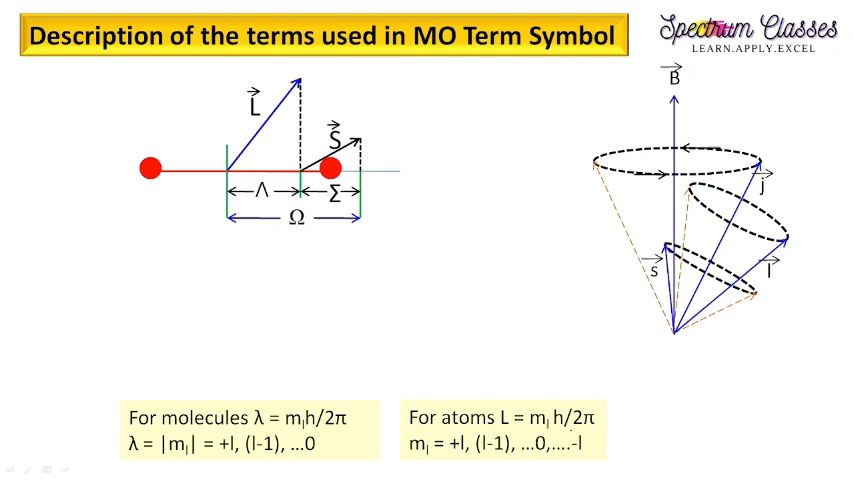 Description of the terms used in MO Term Symbol
Spectrum Classes
LEARN.APPLY.EXCEL
B
L
S
Λ
Σ
Ω
j
l
s
For molecules λ = mₗh/2π
λ = |mₗ| = +l, (l-1), ...0
For atoms L = mₗ h/2π
mₗ = +l, (l-1), ...0,....-l